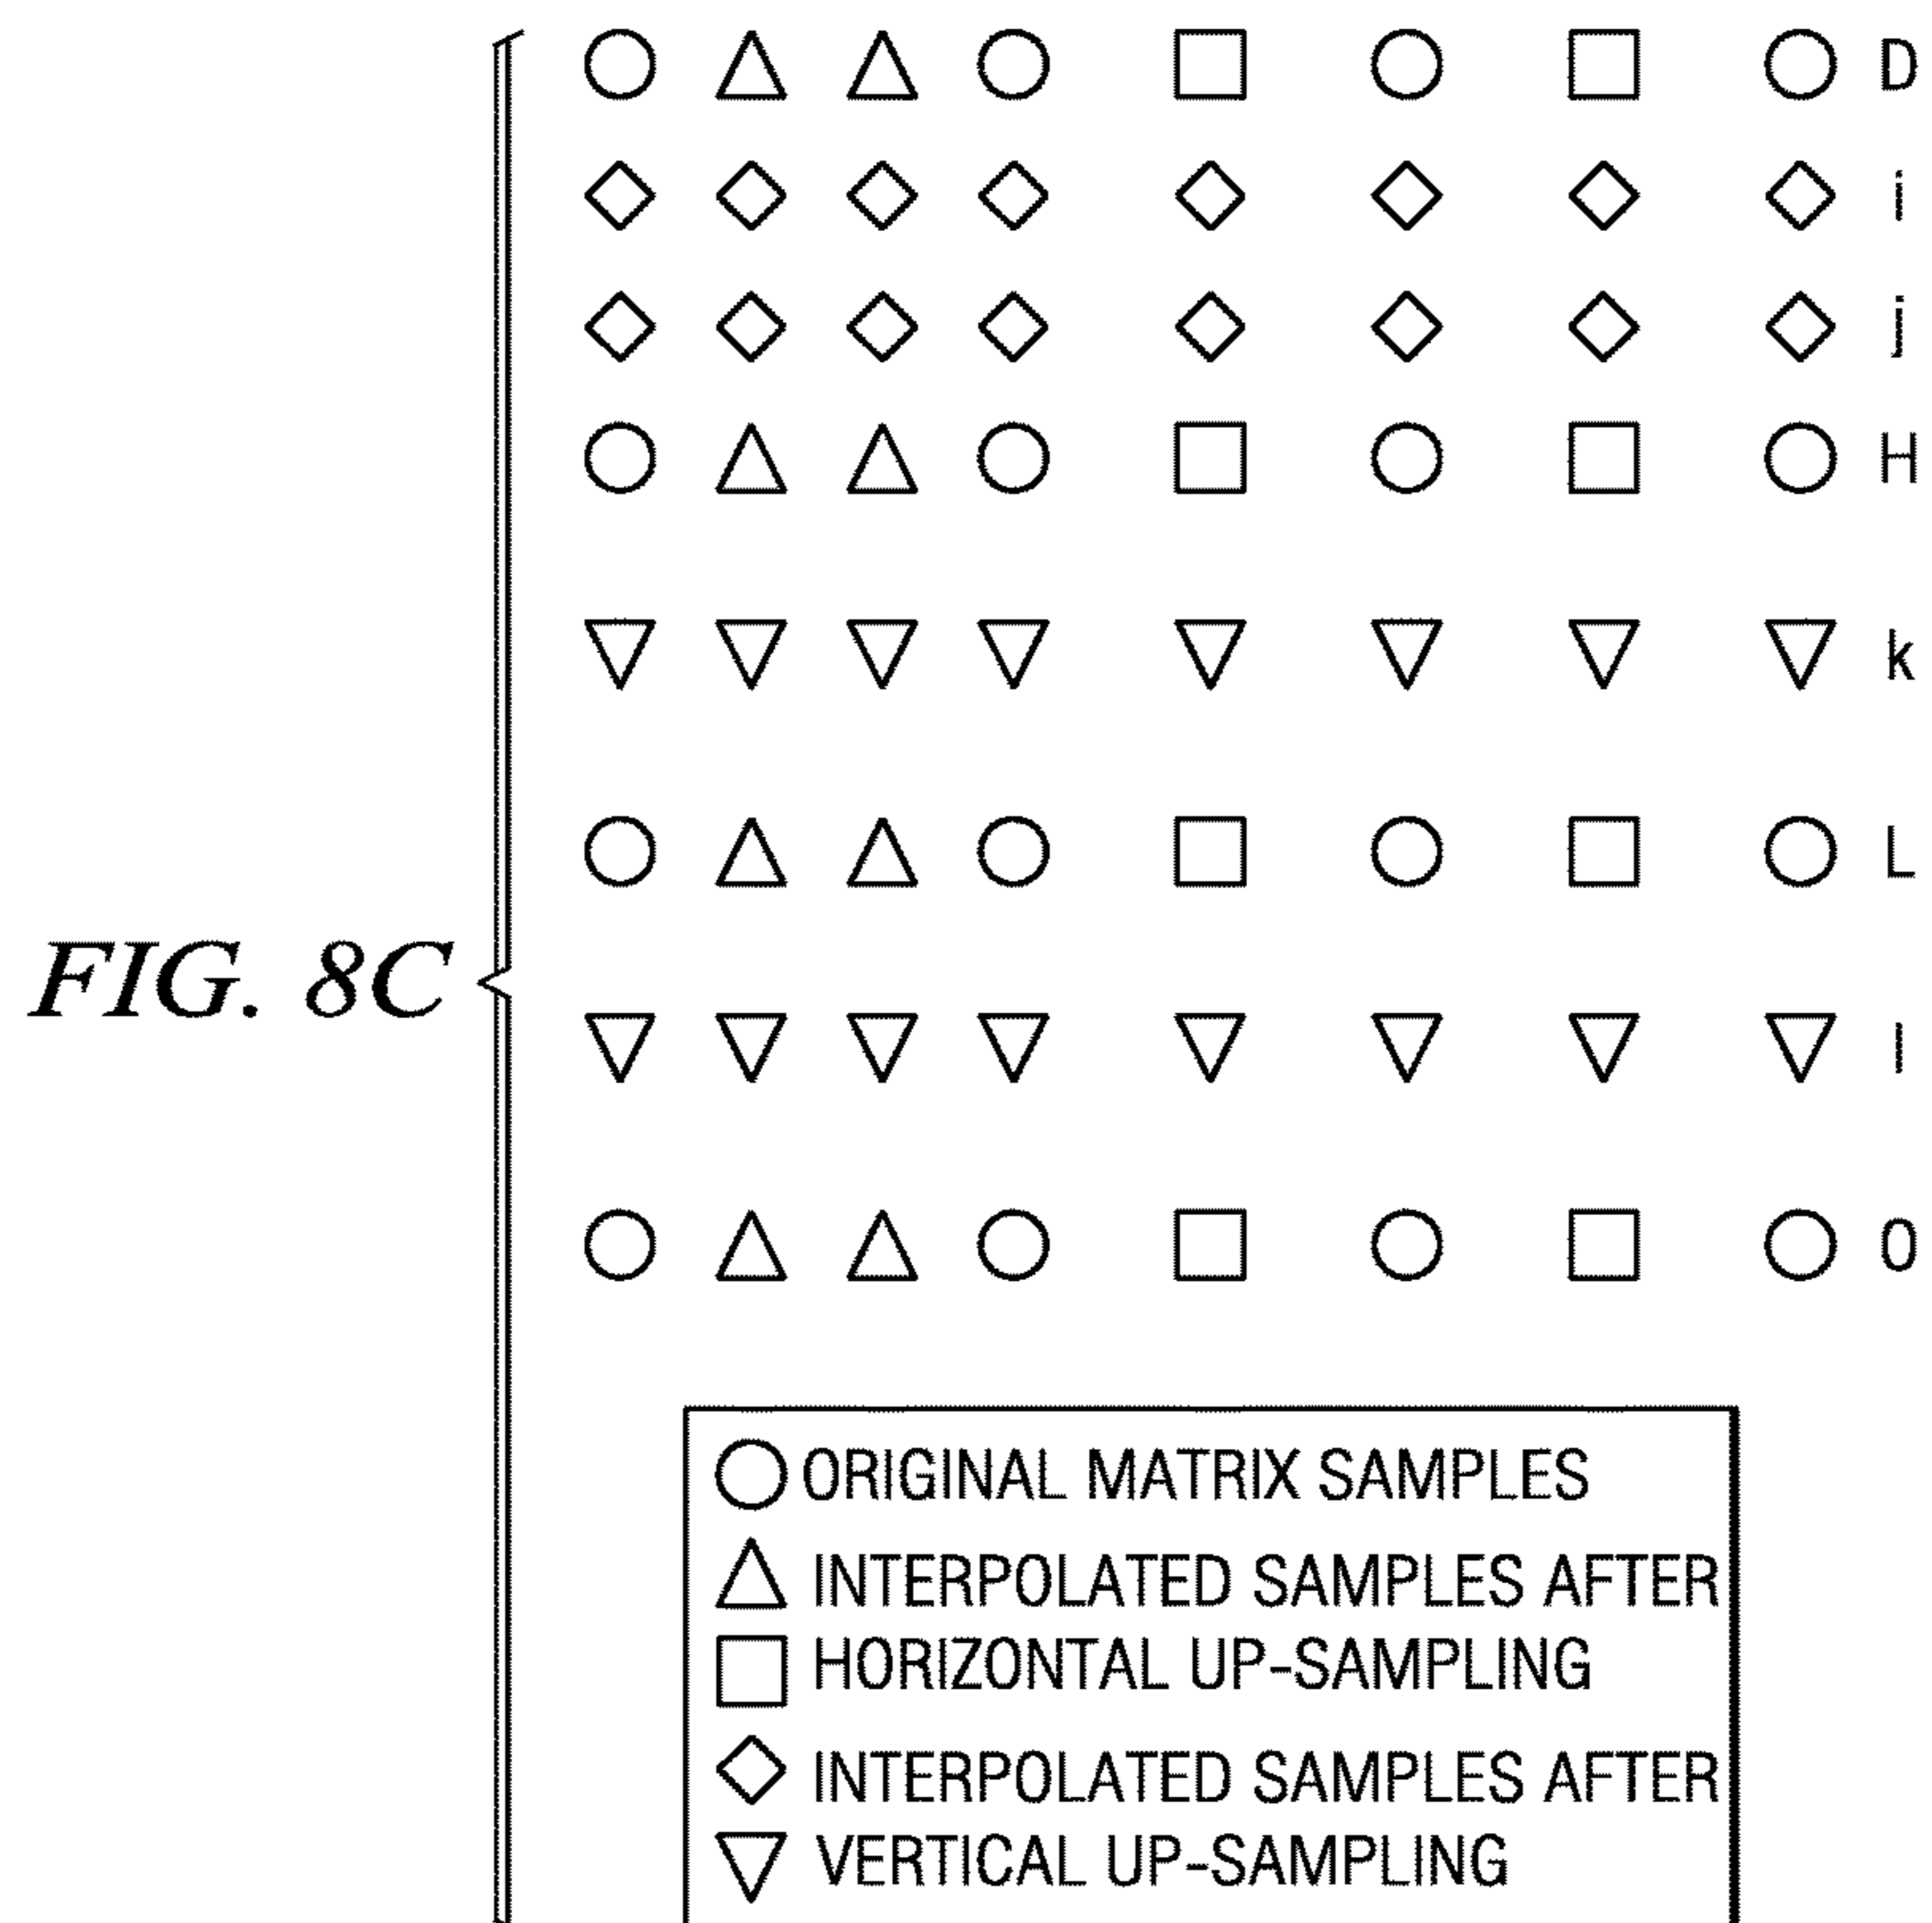 D
i
j
H
k
L
FIG. 8C
l
O
ORIGINAL MATRIX SAMPLES
INTERPOLATED SAMPLES AFTER
HORIZONTAL UP-SAMPLING
INTERPOLATED SAMPLES AFTER
VERTICAL UP-SAMPLING